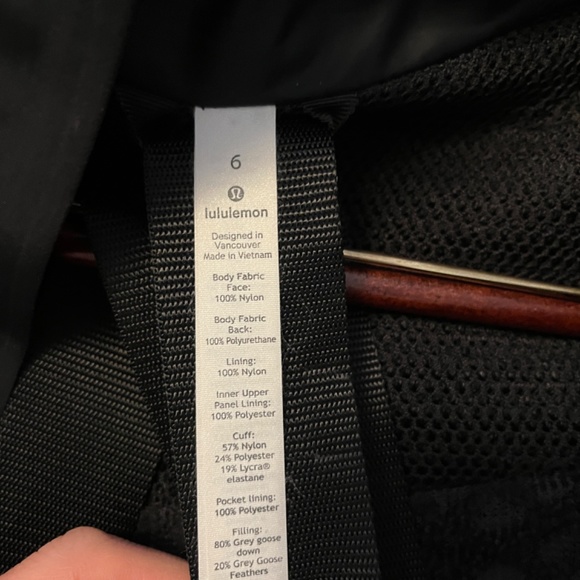 6
lululemon
Designed in
Vancouver
Made in Vietnam
Body Fabric
Face:
100% Nylon
Body Fabric
Back:
100% Polyurethane
Lining:
100% Nylon
Inner Upper
Panel Lining:
100% Polyester
Cuff:
57% Nylon
24% Polyester
19% Lycra®
elastane
Pocket lining:
100% Polyester
Filling:
80% Grey goose
down
20% Grey Goose
Feathers